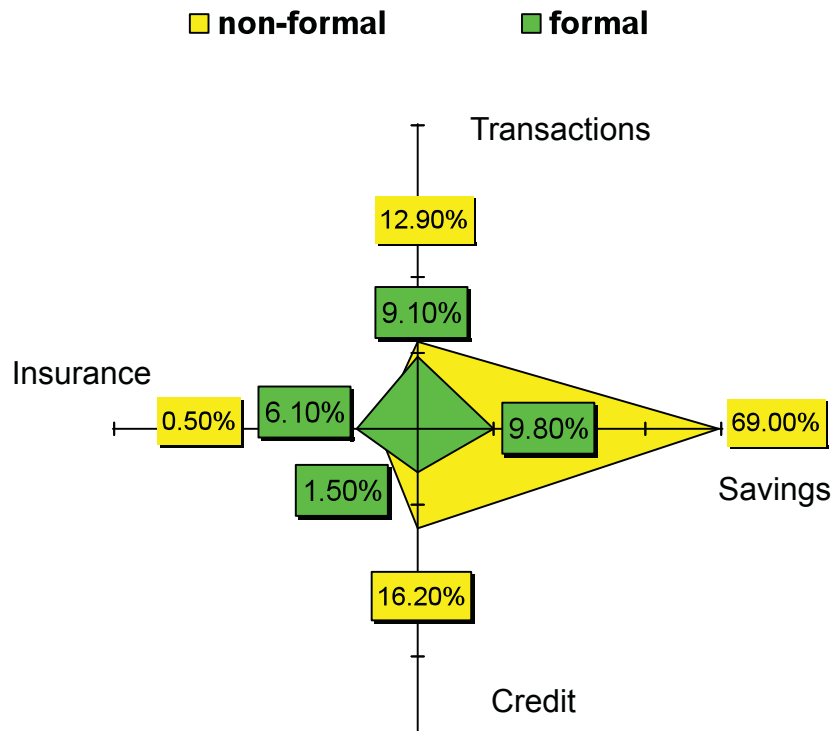 non-formal formal
Transactions
12.90%
9.10%
Insurance
0.50% 6.10% 9.80% 69.00%
1.50% Savings
16.20%
Credit